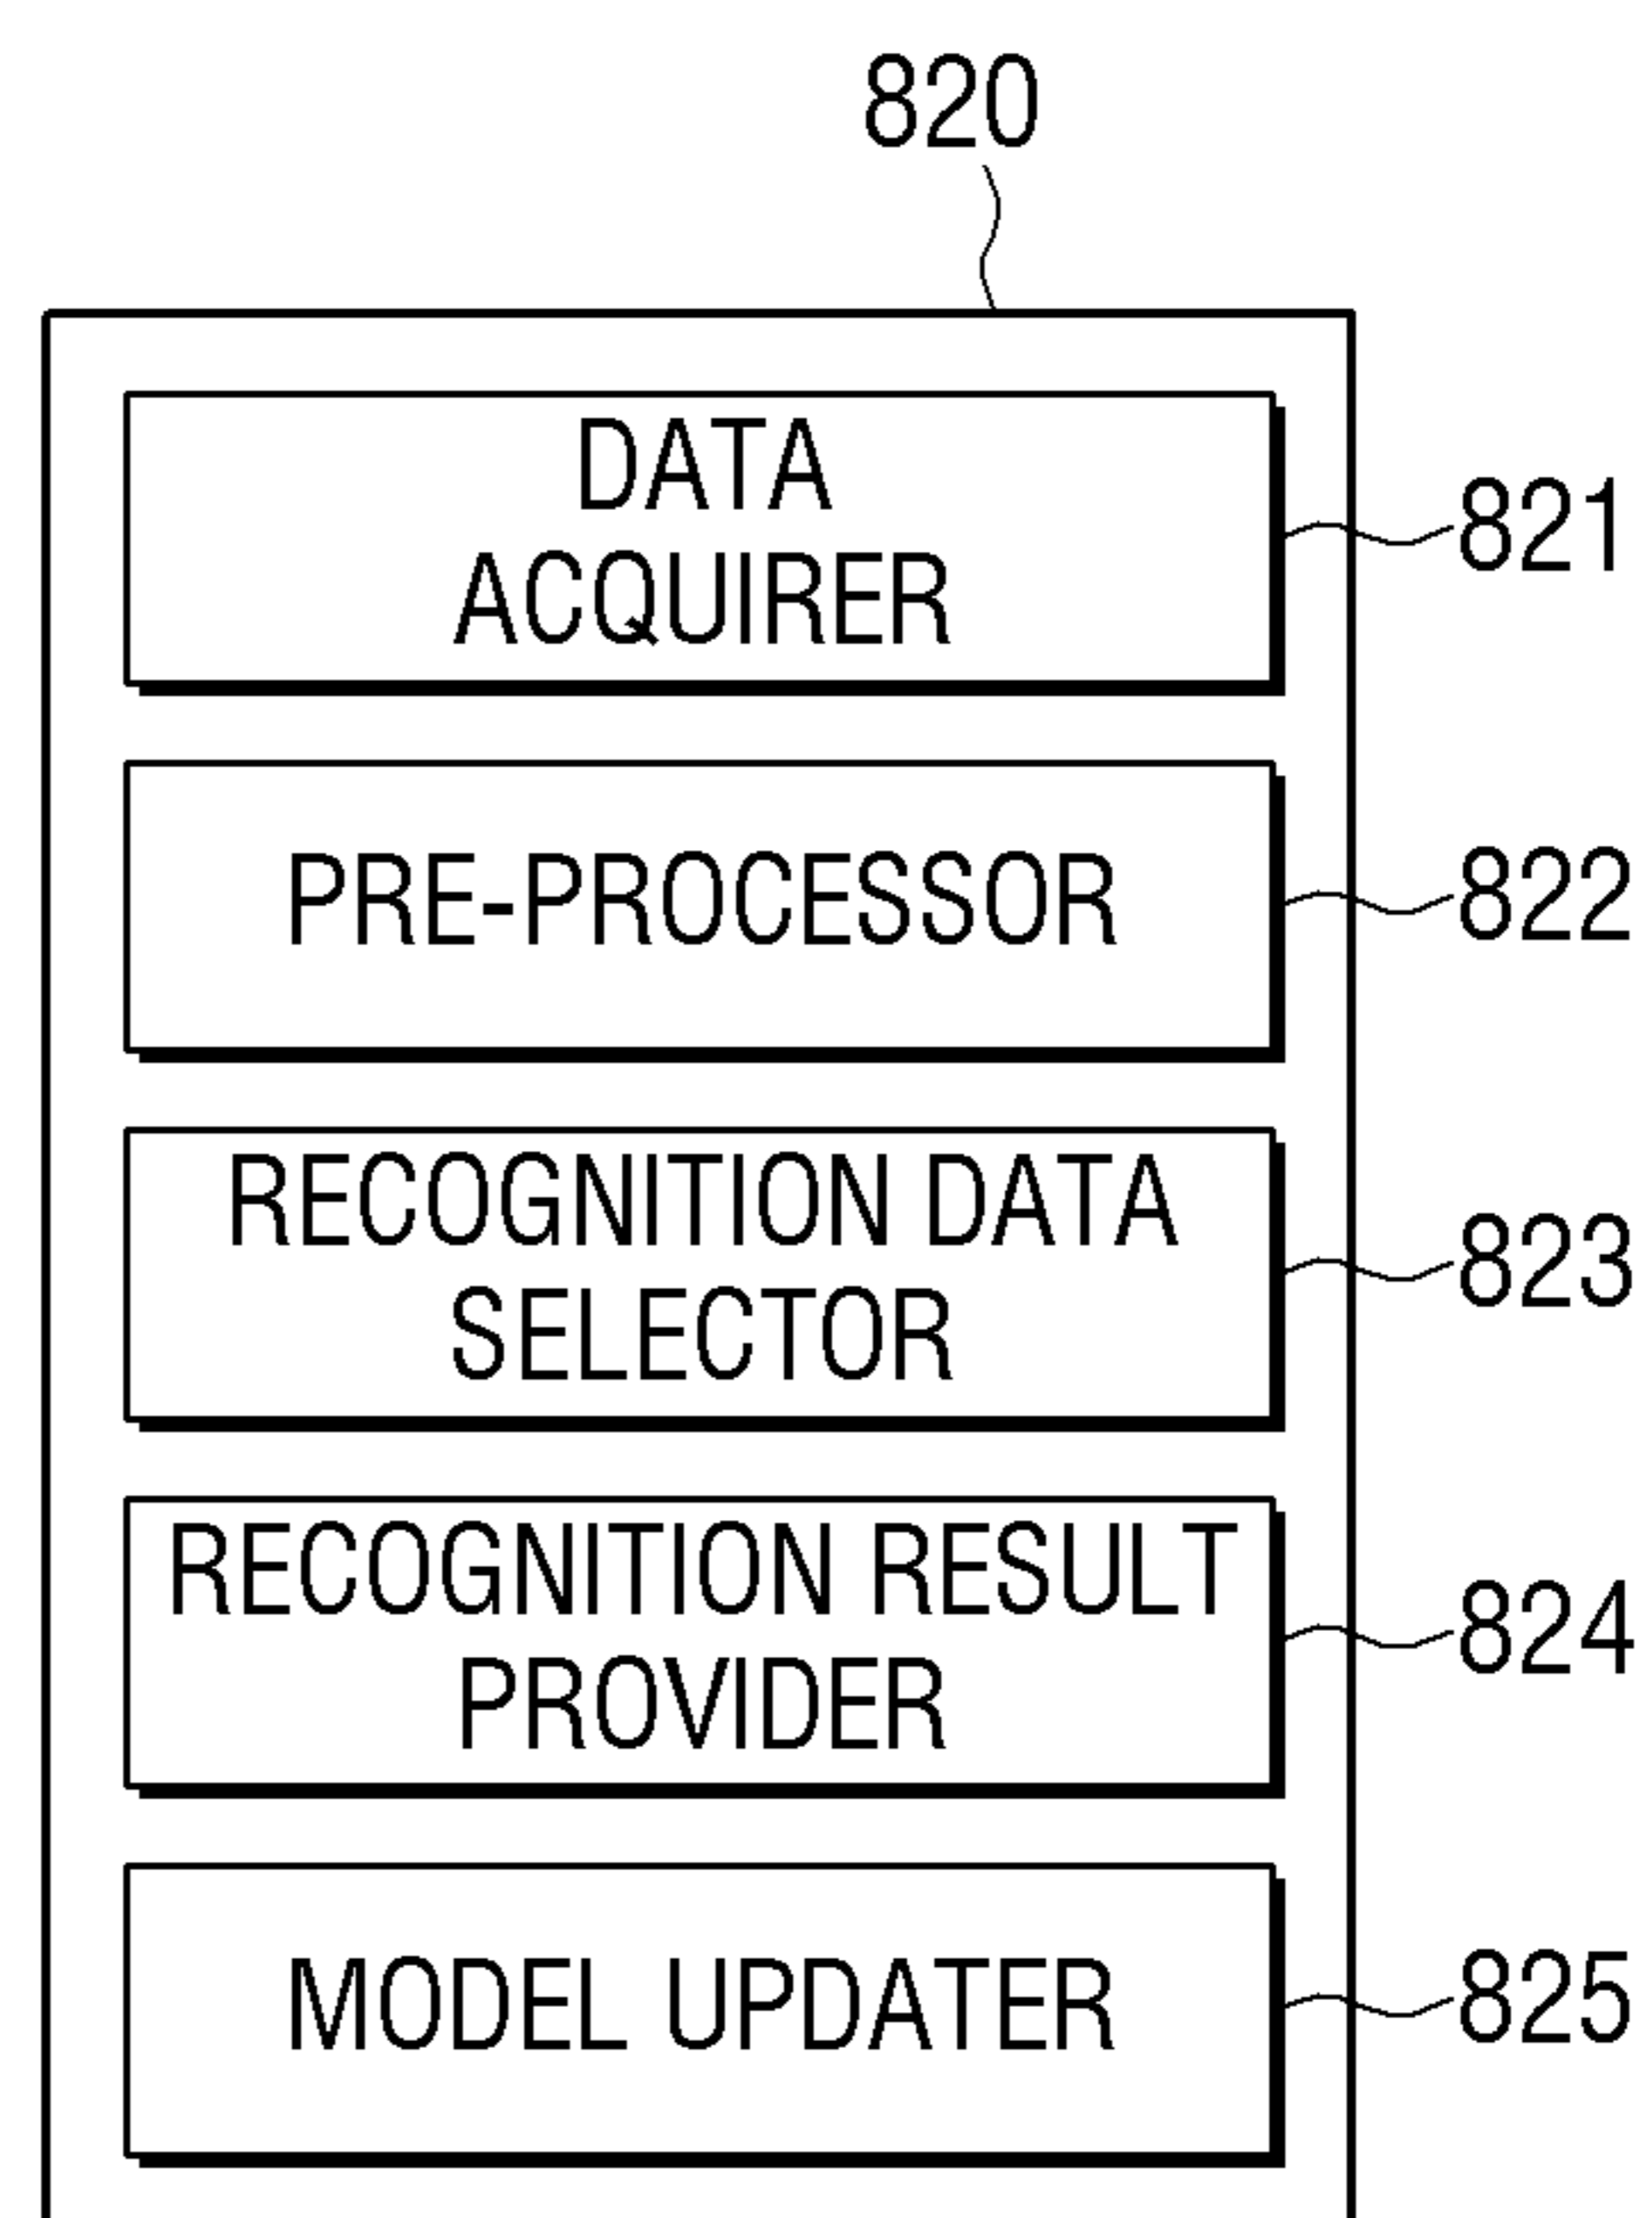 820
DATA
ACQUIRER
821
PRE-PROCESSOR
822
RECOGNITION DATA
SELECTOR
823
RECOGNITION RESULT
PROVIDER
824
MODEL UPDATER
825